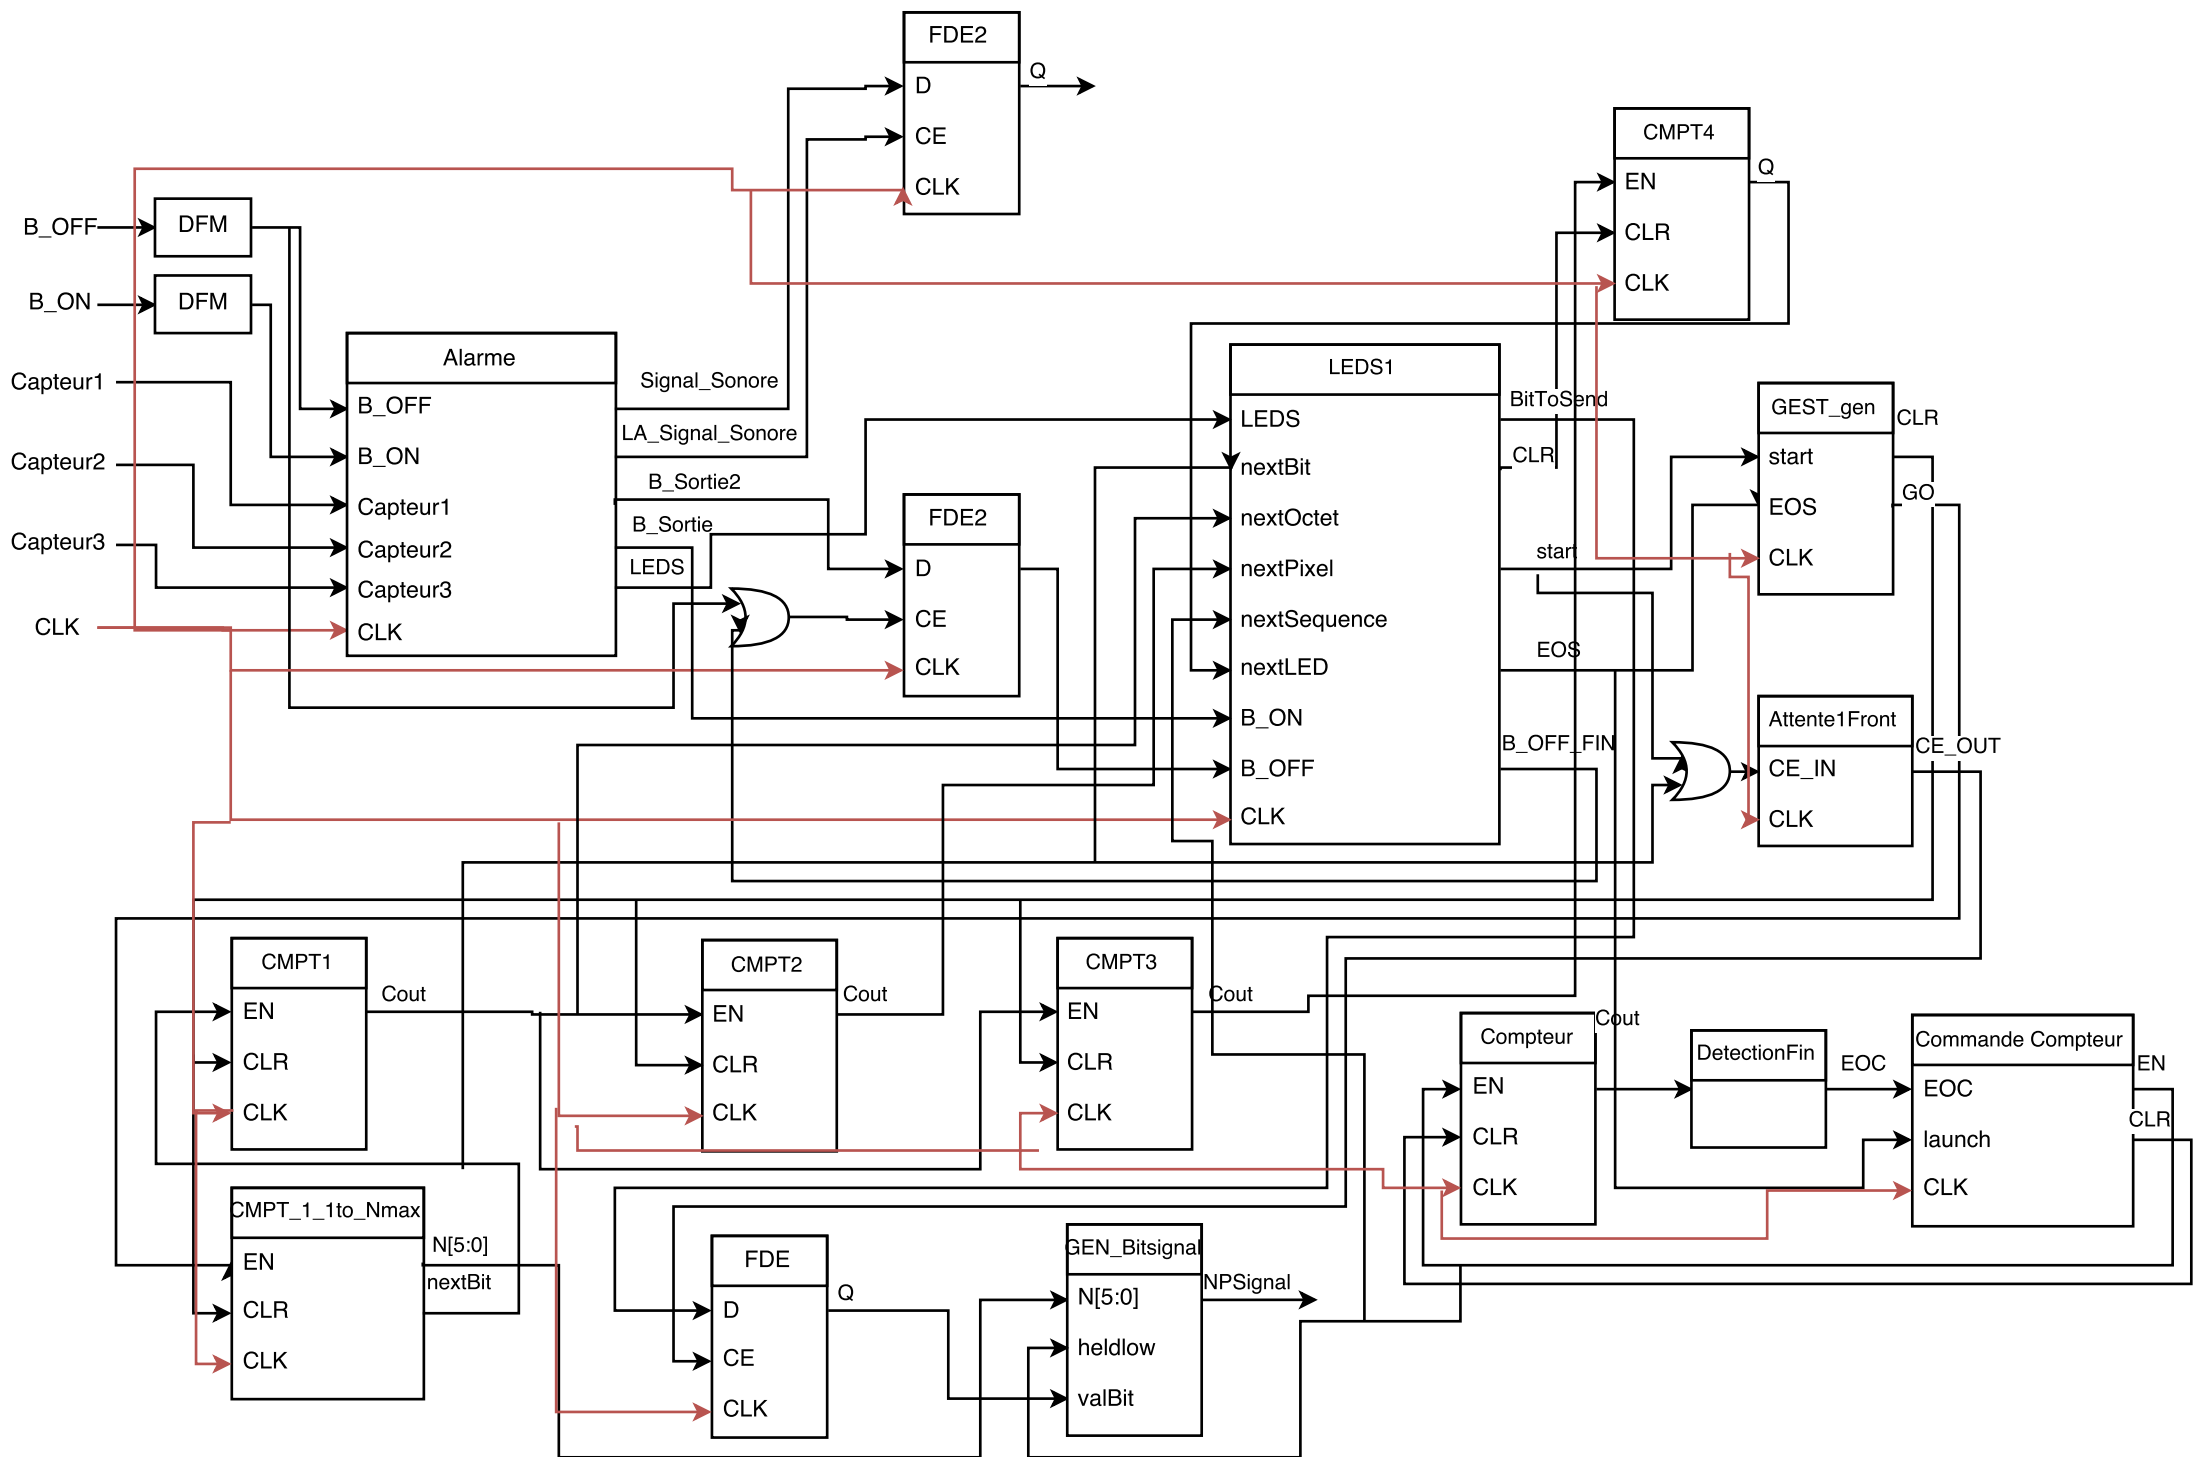 FDE2
D
CE
CLK
Q
CMPT4
EN
CLR
CLK
Q
B_OFF
DFM
B_ON
DFM
Capteur1
Capteur2
Capteur3
CLK
Alarme
B_OFF
B_ON
Capteur1
Capteur2
Capteur3
CLK
Signal_Sonore
LA_Signal_Sonore
B_Sortie2
B_Sortie
LEDS
FDE2
D
CE
CLK
LEDS1
LEDS
nextBit
nextOctet
nextPixel
nextSequence
nextLED
B_ON
B_OFF
CLK
BitToSend
CLR
start
EOS
B_OFF_FIN
GEST_gen
start
EOS
CLK
CLR
GO
Attente1Front
CE_IN
CLK
CE_OUT
CMPT1
EN
CLR
CLK
Cout
CMPT2
EN
CLR
CLK
Cout
CMPT3
EN
CLR
CLK
Cout
Compteur
EN
CLR
CLK
Cout
DetectionFin
EOC
Commande Compteur
EOC
launch
CLK
EN
CLR
CMPT_1_1to_Nmax
EN
CLR
CLK
N[5:0]
nextBit
FDE
D
CE
CLK
Q
GEN_Bitsignal
N[5:0]
heldlow
valBit
NPSignal